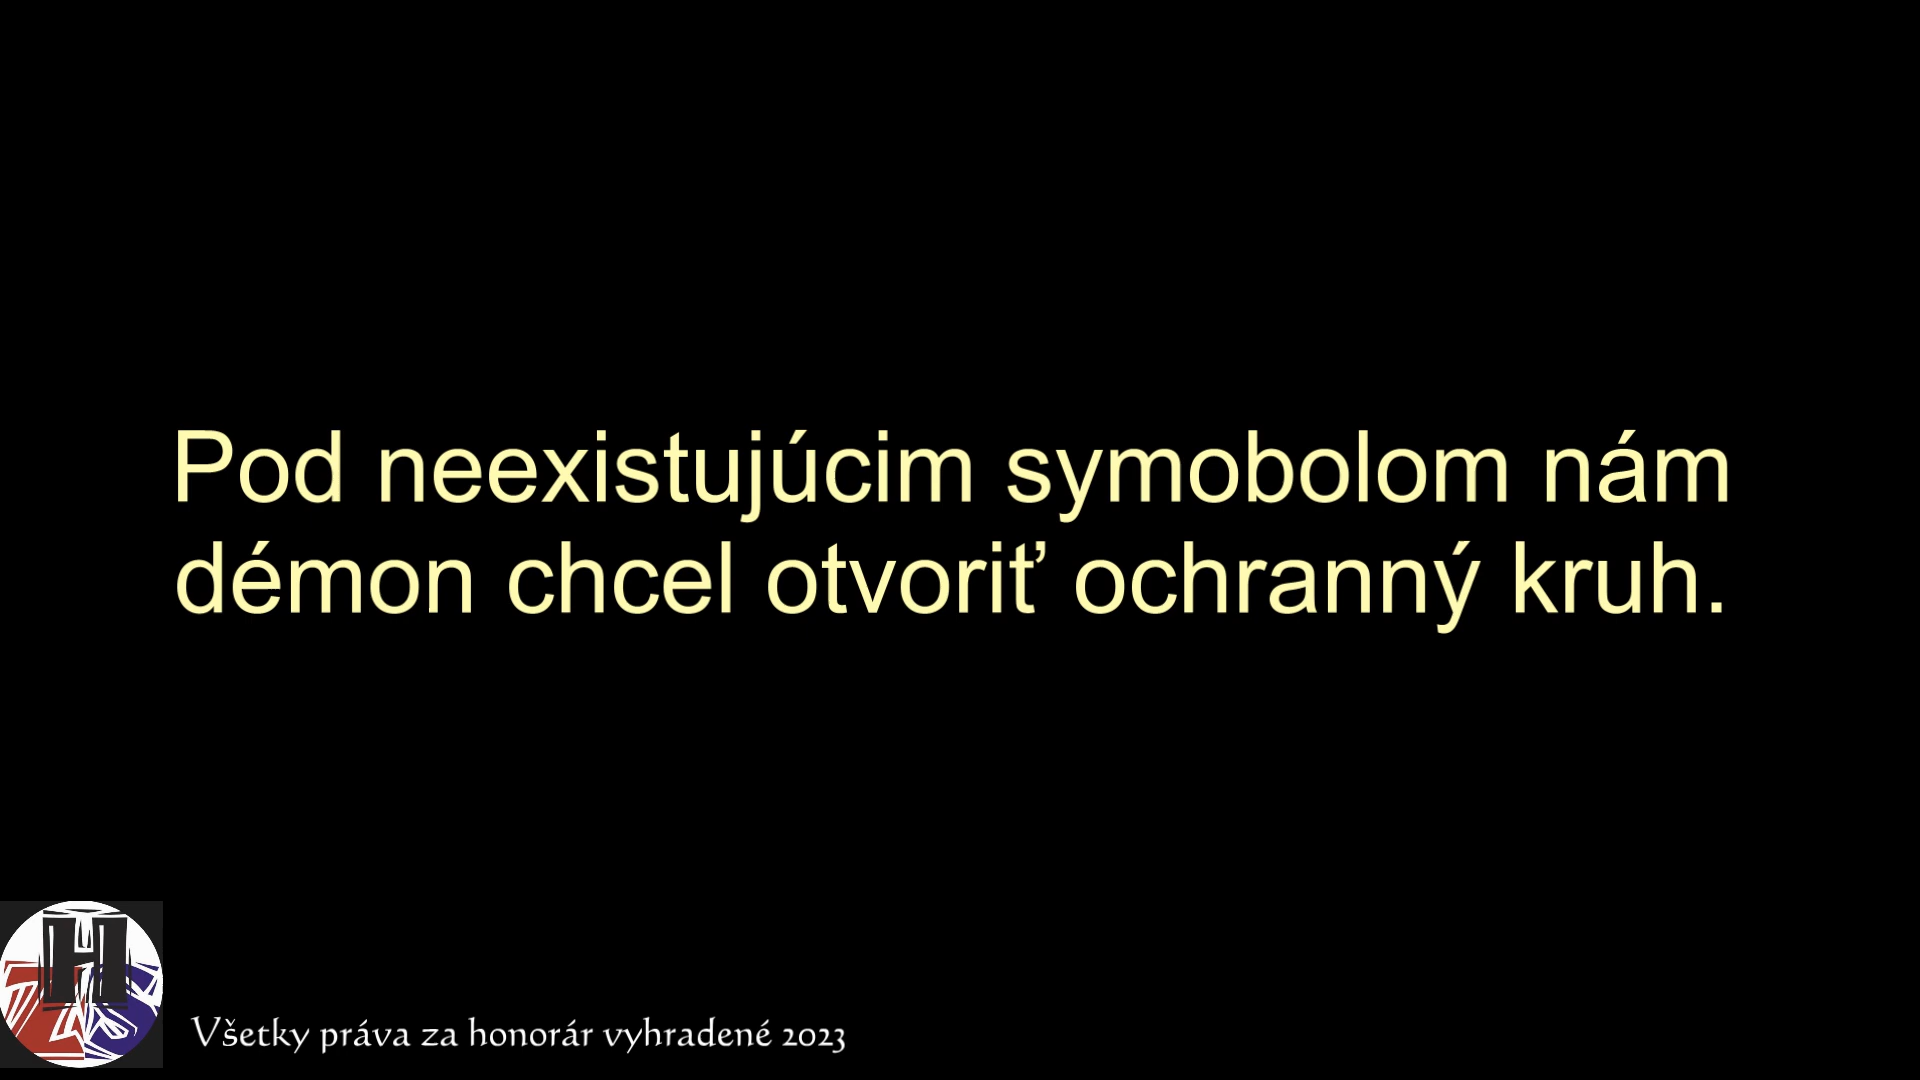 Pod neexistujúcim symobolom nám
démon chcel otvoriť ochranný kruh.
H
Všetky práva za honorár vyhradené 2023